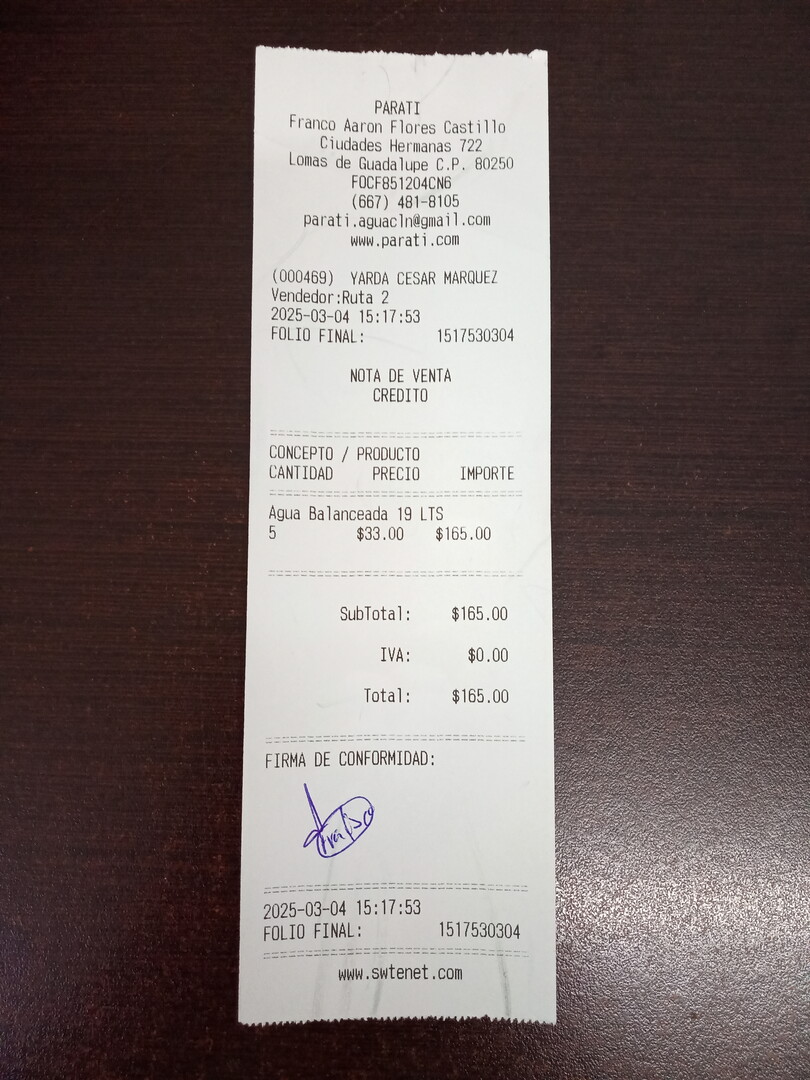 PARATI
Franco Aaron Flores Castillo
Ciudades Hermanas 722
Lomas de Guadalupe C.P. 80250
FOCF851204CN6
(667) 481-8105
parati.aguacln@gmail.com
www.parati.com
(000469) YARDA CESAR MARQUEZ
Vendedor:Ruta 2
2025-03-04 15:17:53
FOLIO FINAL: 1517530304
NOTA DE VENTA
CREDITO
CONCEPTO / PRODUCTO
CANTIDAD PRECIO IMPORTE
Agua Balanceada 19 LTS
5 $33.00 $165.00
SubTotal: $165.00
IVA: $0.00
Total: $165.00
FIRMA DE CONFORMIDAD:
2025-03-04 15:17:53
FOLIO FINAL: 1517530304
www.swtenet.com